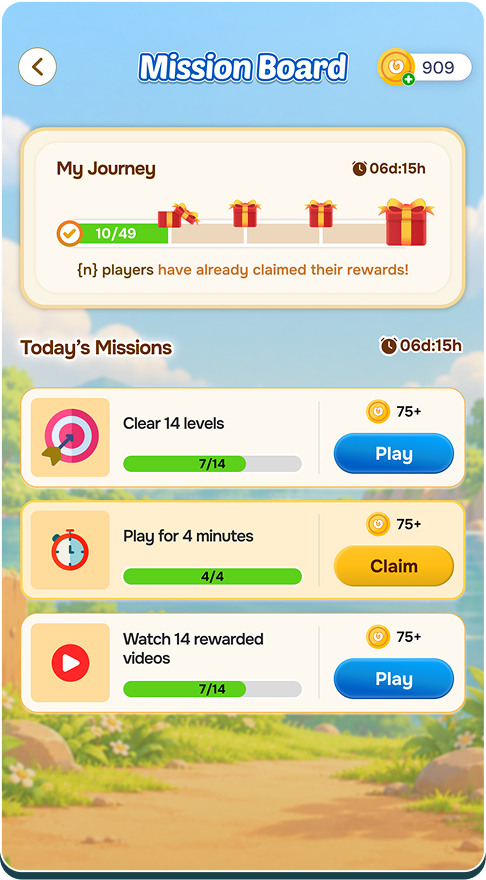 Mission Board
909
My Journey
06d:15h
10/49
{n} players have already claimed their rewards!
Today's Missions
06d:15h
Clear 14 levels
7/14
75+
Play
Play for 4 minutes
4/4
75+
Claim
Watch 14 rewarded
videos
7/14
75+
Play